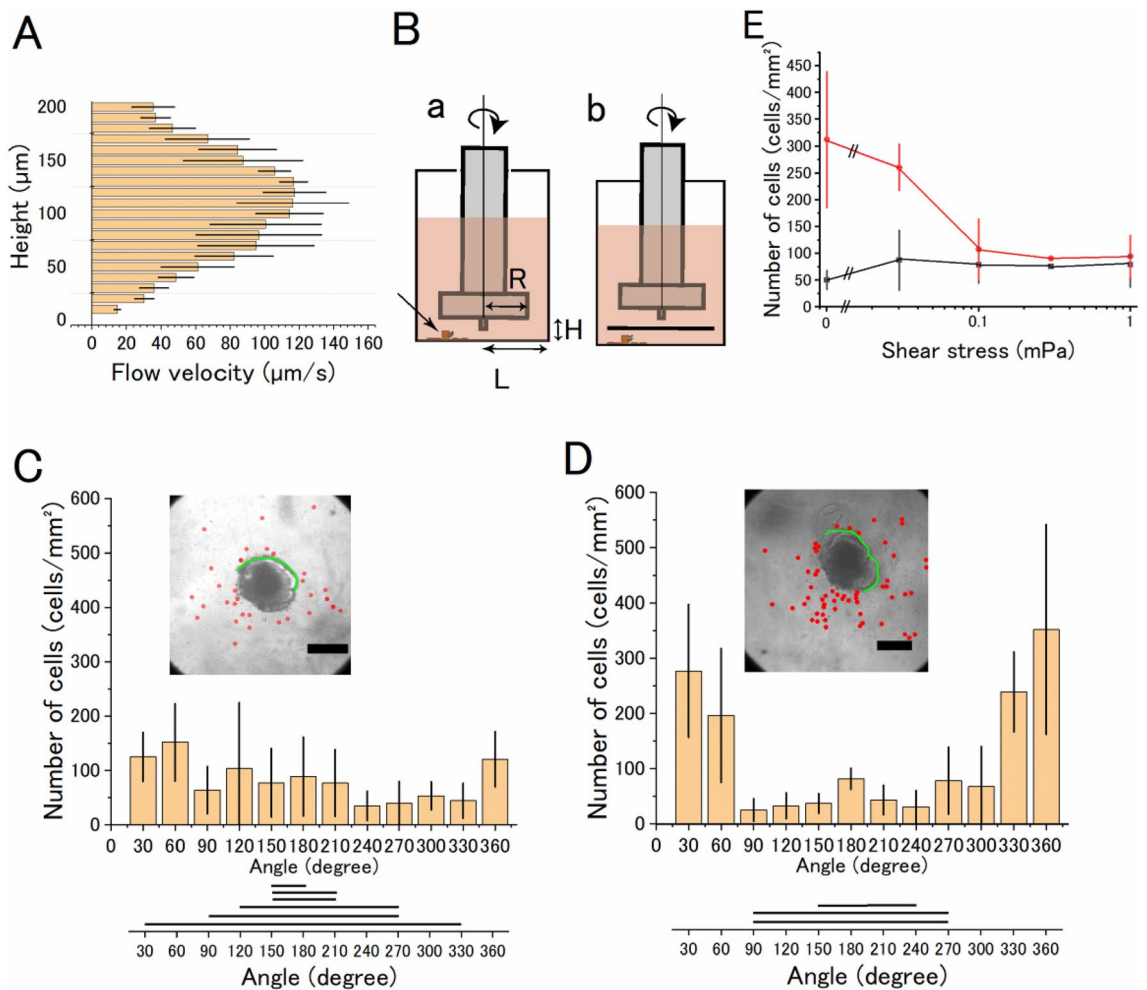 A
Height (μm)
200
150
100
50
0
0 20 40 60 80 100 120 140 160
Flow velocity (μm/s)
B
a
b
R
H
L
E
Number of cells (cells/mm²)
450
400
350
300
250
200
150
100
50
0
0 0.1 1
Shear stress (mPa)
C
Number of cells (cells/mm²)
600
500
400
300
200
100
0
0 30 60 90 120 150 180 210 240 270 300 330 360
Angle (degree)
30 60 90 120 150 180 210 240 270 300 330 360
Angle (degree)
D
Number of cells (cells/mm²)
600
500
400
300
200
100
0
0 30 60 90 120 150 180 210 240 270 300 330 360
Angle (degree)
30 60 90 120 150 180 210 240 270 300 330 360
Angle (degree)